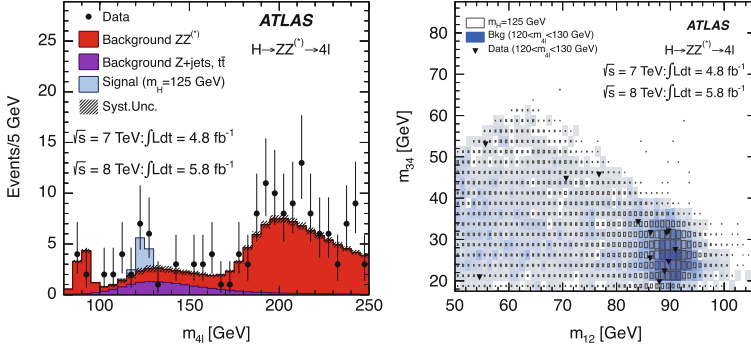 Data
ATLAS
Background ZZ(*)
H→ZZ(*)→4l
Background Z+jets, tt̄
Signal (mH=125 GeV)
Syst.Unc.
√s = 7 TeV:∫Ldt = 4.8 fb-1
√s = 8 TeV:∫Ldt = 5.8 fb-1
Events/5 GeV
25
20
15
10
5
0
100 150 200 250
m4l [GeV]
mH=125 GeV
ATLAS
Bkg (120<m4l<130 GeV)
Data (120<m4l<130 GeV)
H→ZZ(*)→4l
√s = 7 TeV:∫Ldt = 4.8 fb-1
√s = 8 TeV:∫Ldt = 5.8 fb-1
m34 [GeV]
80
70
60
50
40
30
20
50 60 70 80 90 100
m12 [GeV]